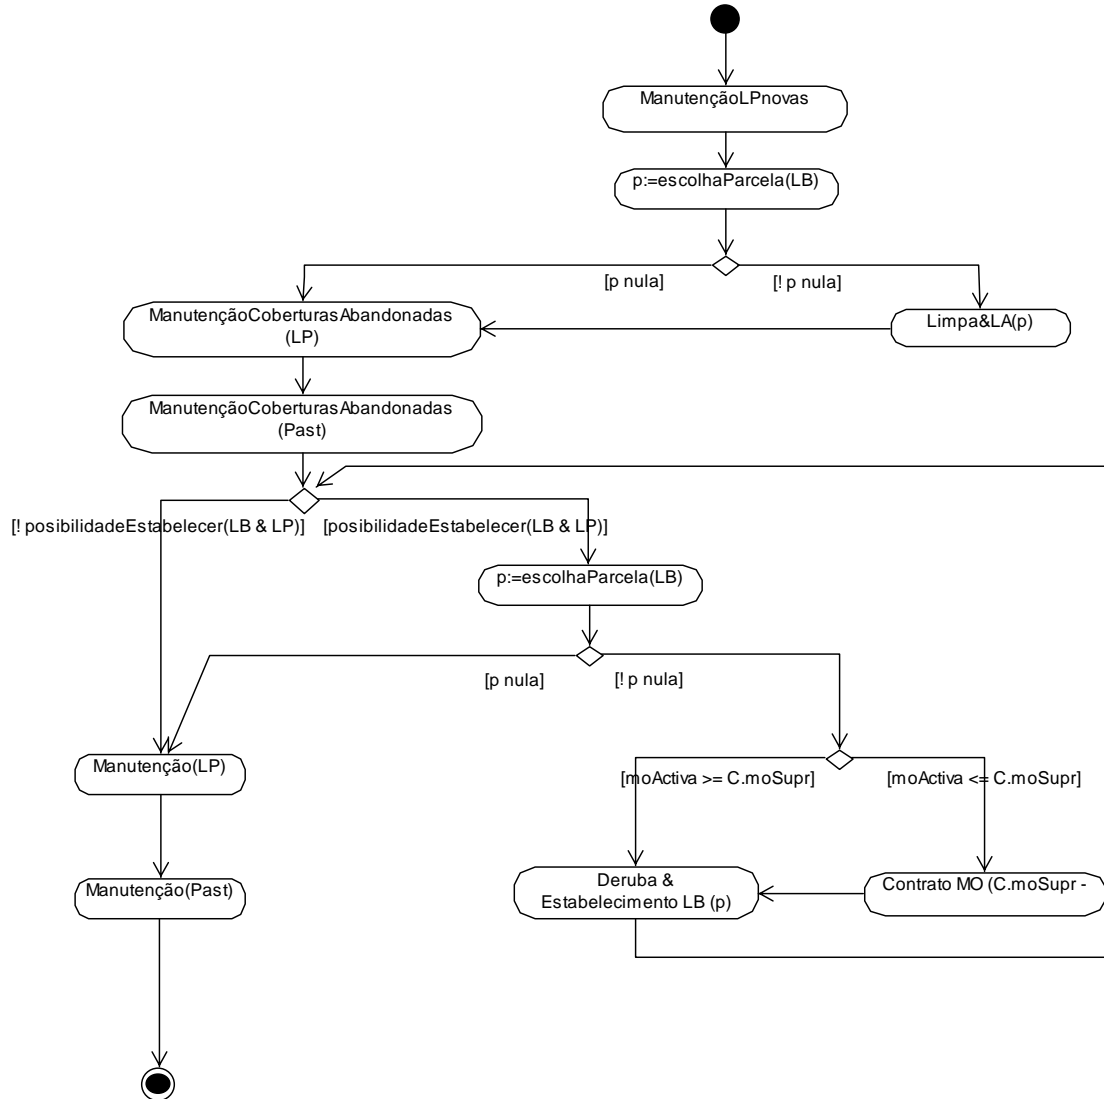 ManutençãoLPnovas
p:=escolhaParcela(LB)
[p nula]
[! p nula]
ManutençãoCoberturasAbandonadas
(LP)
Limpa&LA(p)
ManutençãoCoberturasAbandonadas
(Past)
[! posibilidadeEstabelecer(LB & LP)]
[posibilidadeEstabelecer(LB & LP)]
p:=escolhaParcela(LB)
[p nula]
[! p nula]
Manutenção(LP)
[moActiva >= C.moSupr]
[moActiva <= C.moSupr]
Manutenção(Past)
Deruba &
Estabelecimento LB (p)
Contrato MO (C.moSupr -